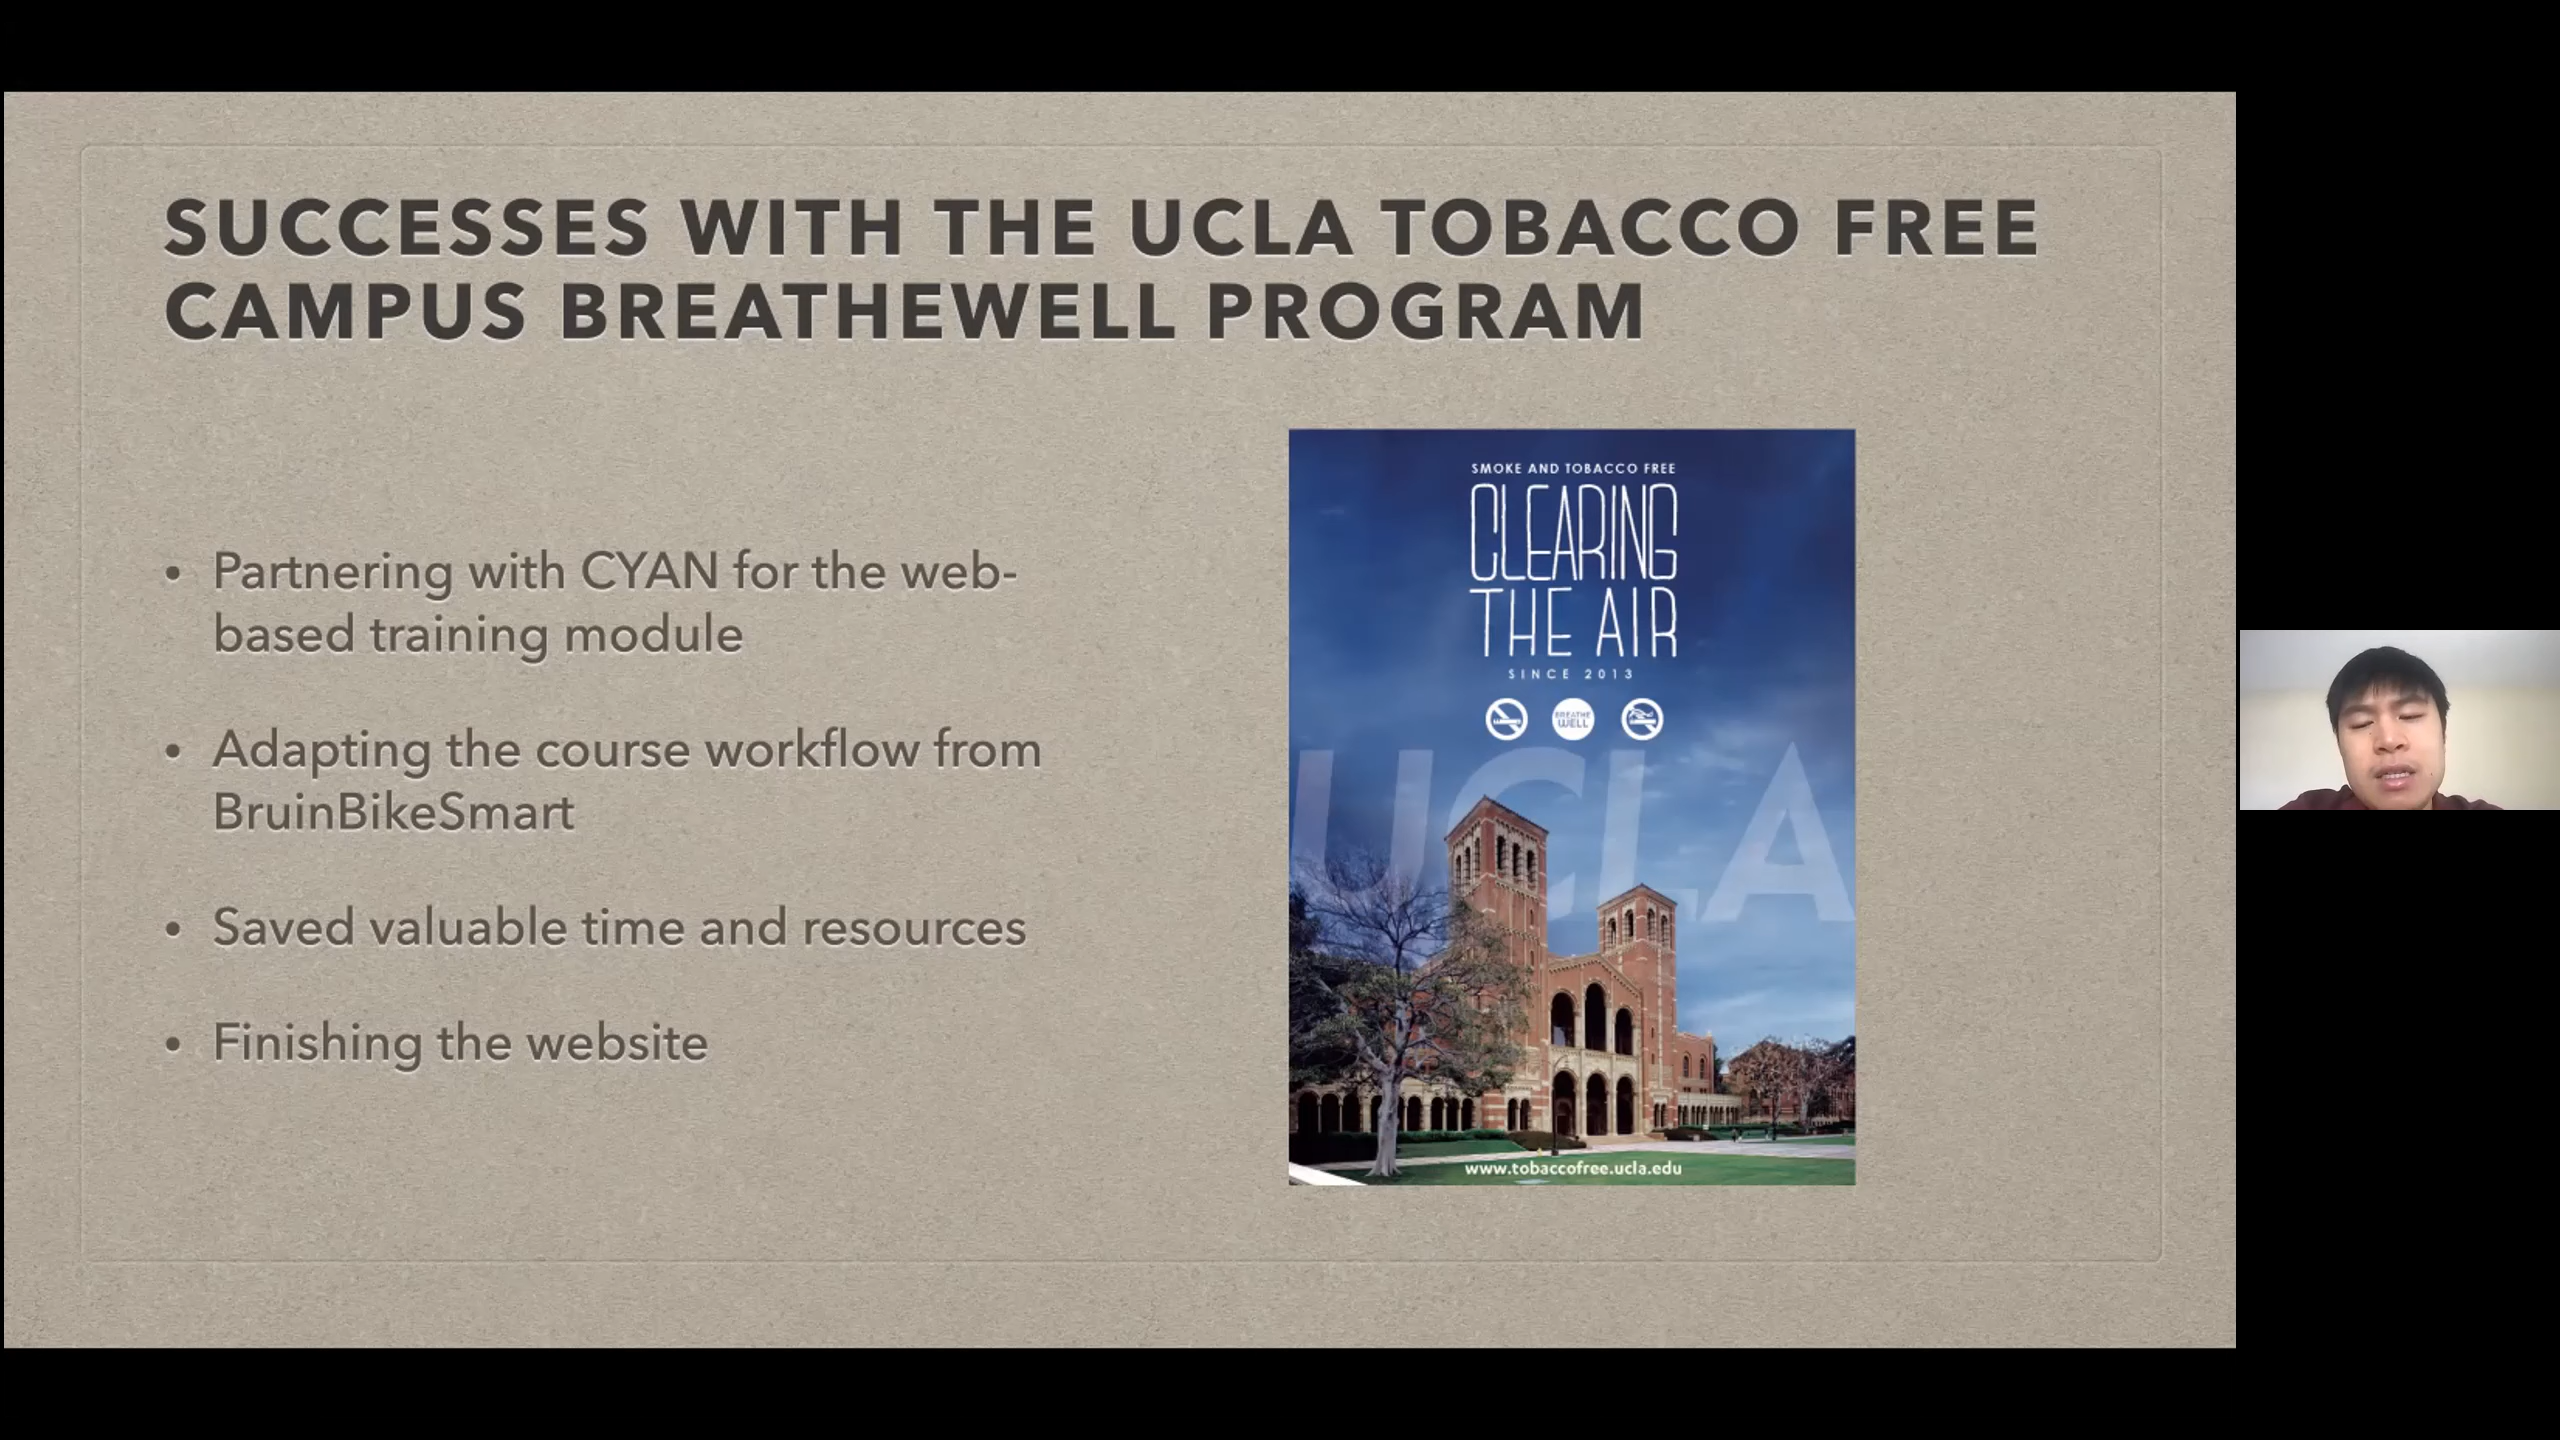 SUCCESSES WITH THE UCLA TOBACCO FREE
CAMPUS BREATHEWELL PROGRAM
• Partnering with CYAN for the web-
based training module
• Adapting the course workflow from
BruinBikeSmart
• Saved valuable time and resources
• Finishing the website
SMOKE AND TOBACCO FREE
CLEARING
THE AIR
SINCE 2013
BREATHE
WELL
UCLA
www.tobaccofree.ucla.edu